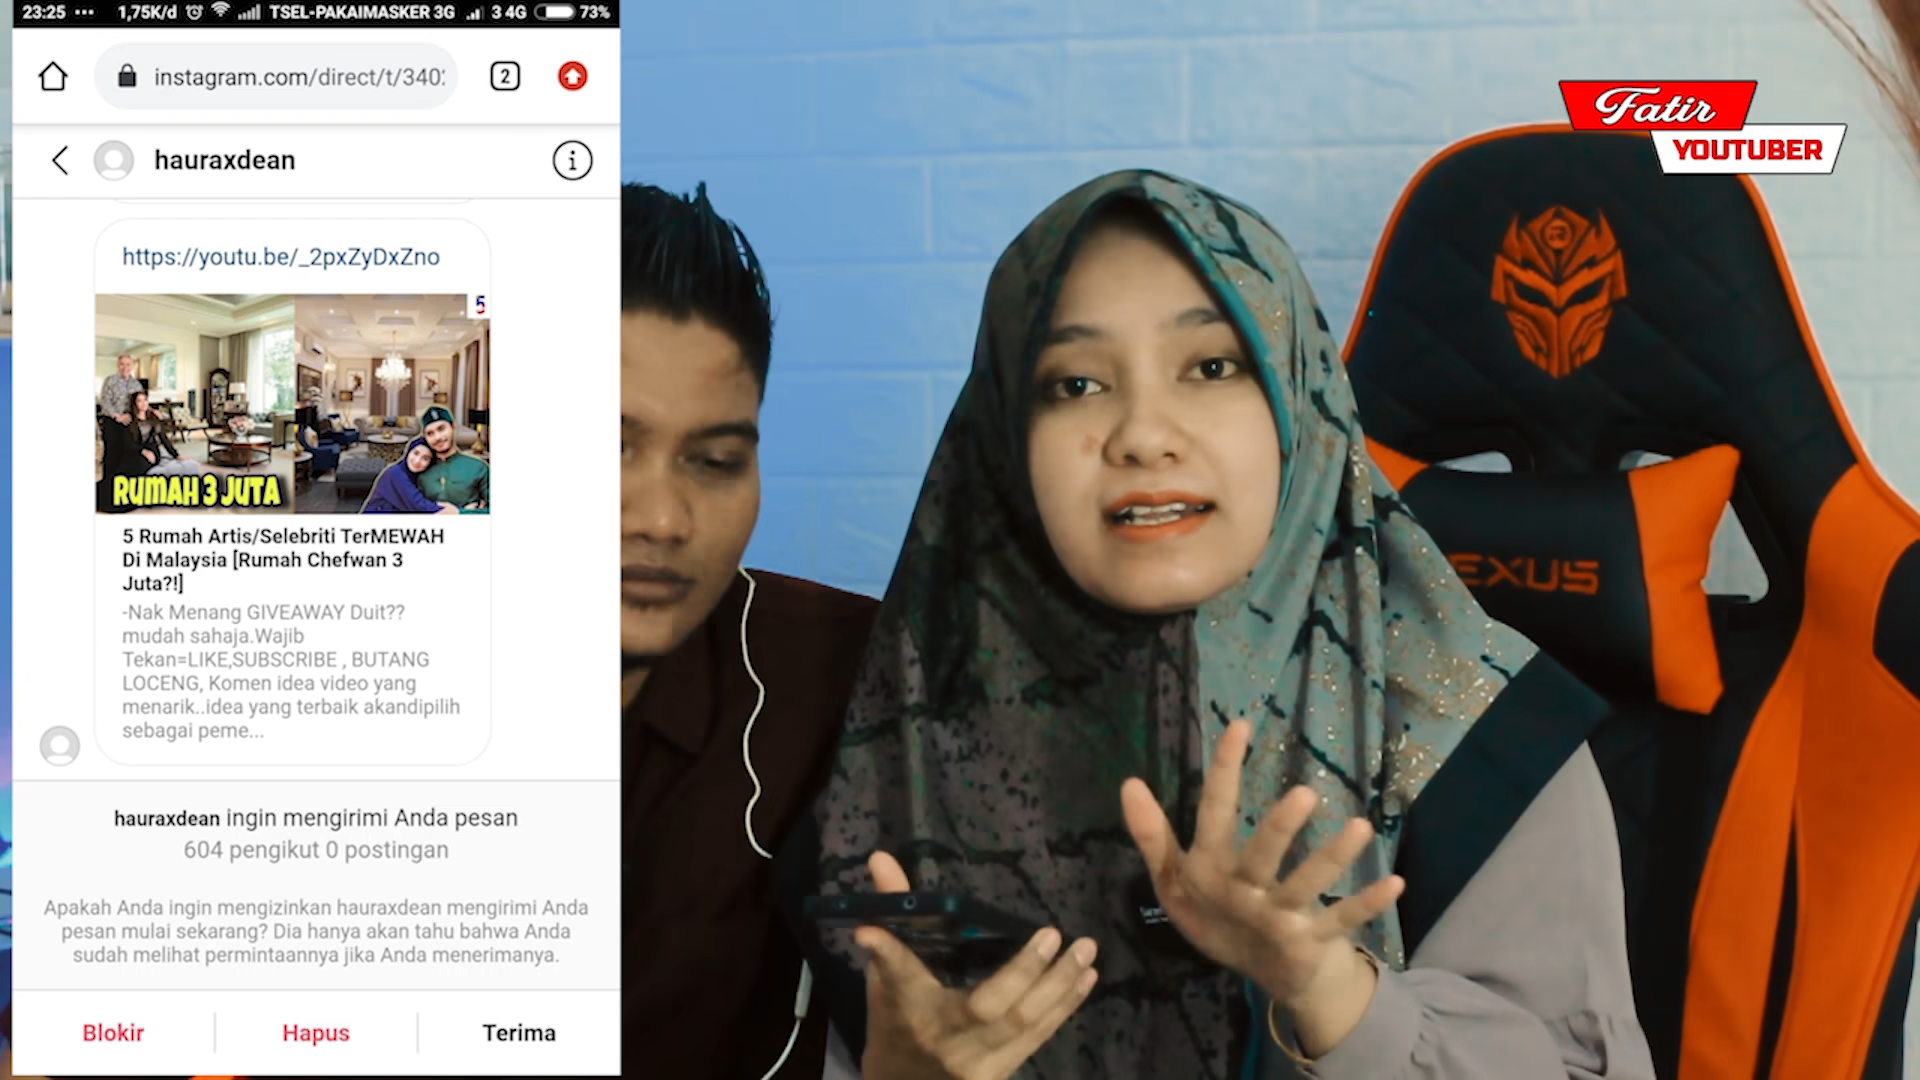 23:25 ... 1,75K/d TSEL-PAKAIMASKER 3G 3 4G 73%
instagram.com/direct/t/340
2
hauraxdean
https://youtu.be/_2pxZyDxZno
5
RUMAH 3 JUTA
5 Rumah Artis/Selebriti TerMEWAH
Di Malaysia [Rumah Chefwan 3
Juta?!]
-Nak Menang GIVEAWAY Duit??
mudah sahaja.Wajib
Tekan=LIKE,SUBSCRIBE , BUTANG
LOCENG, Komen idea video yang
menarik..idea yang terbaik akandipilih
sebagai peme...
hauraxdean ingin mengirimi Anda pesan
604 pengikut 0 postingan
Apakah Anda ingin mengizinkan hauraxdean mengirimi Anda
pesan mulai sekarang? Dia hanya akan tahu bahwa Anda
sudah melihat permintaannya jika Anda menerimanya.
Blokir Hapus Terima
Fatir
YOUTUBER
EXUS